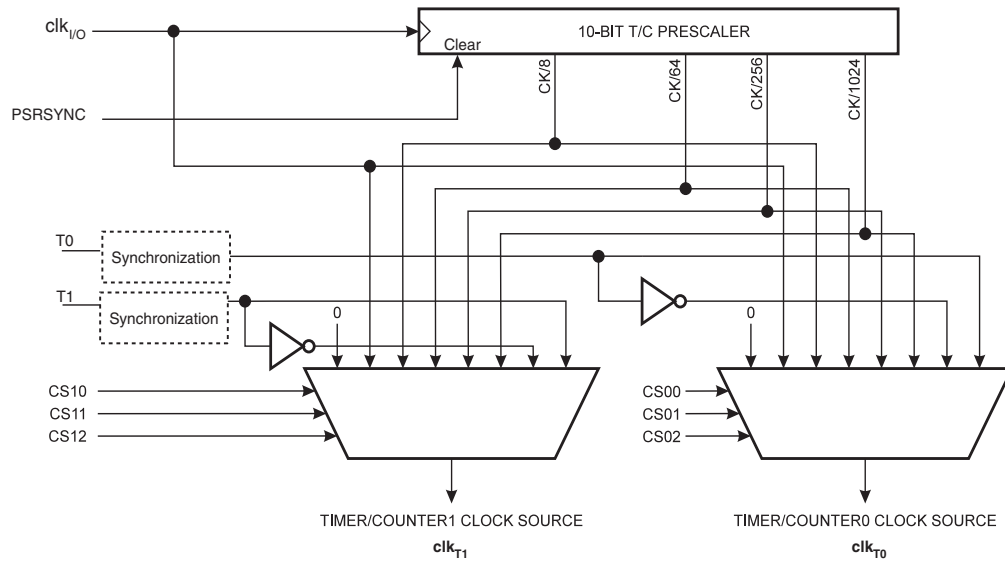 clkI/O
10-BIT T/C PRESCALER
Clear
CK/8
CK/64
CK/256
CK/1024
PSRSYNC
T0
Synchronization
T1
Synchronization
0
0
CS10
CS11
CS12
CS00
CS01
CS02
TIMER/COUNTER1 CLOCK SOURCE
clkT1
TIMER/COUNTER0 CLOCK SOURCE
clkT0